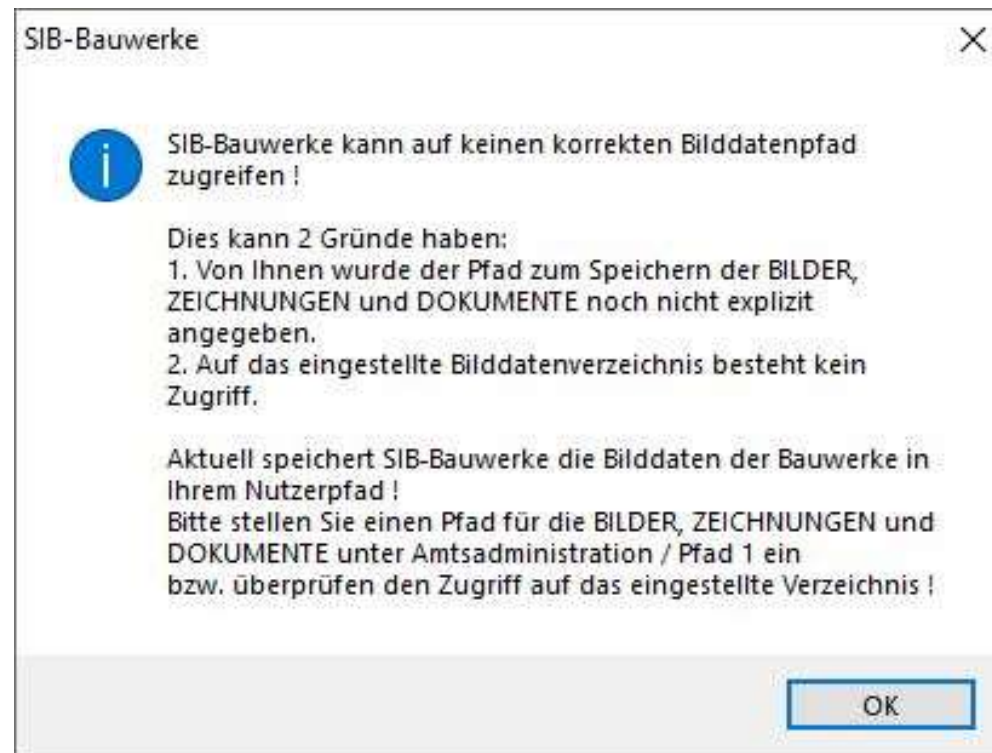 SIB-Bauwerke
SIB-Bauwerke kann auf keinen korrekten Bilddatenpfad
zugreifen !
Dies kann 2 Gründe haben:
1. Von Ihnen wurde der Pfad zum Speichern der BILDER,
ZEICHNUNGEN und DOKUMENTE noch nicht explizit
angegeben.
2. Auf das eingestellte Bilddatenverzeichnis besteht kein
Zugriff.
Aktuell speichert SIB-Bauwerke die Bilddaten der Bauwerke in
Ihrem Nutzerpfad !
Bitte stellen Sie einen Pfad für die BILDER, ZEICHNUNGEN und
DOKUMENTE unter Amtsadministration / Pfad 1 ein
bzw. überprüfen den Zugriff auf das eingestellte Verzeichnis !
OK